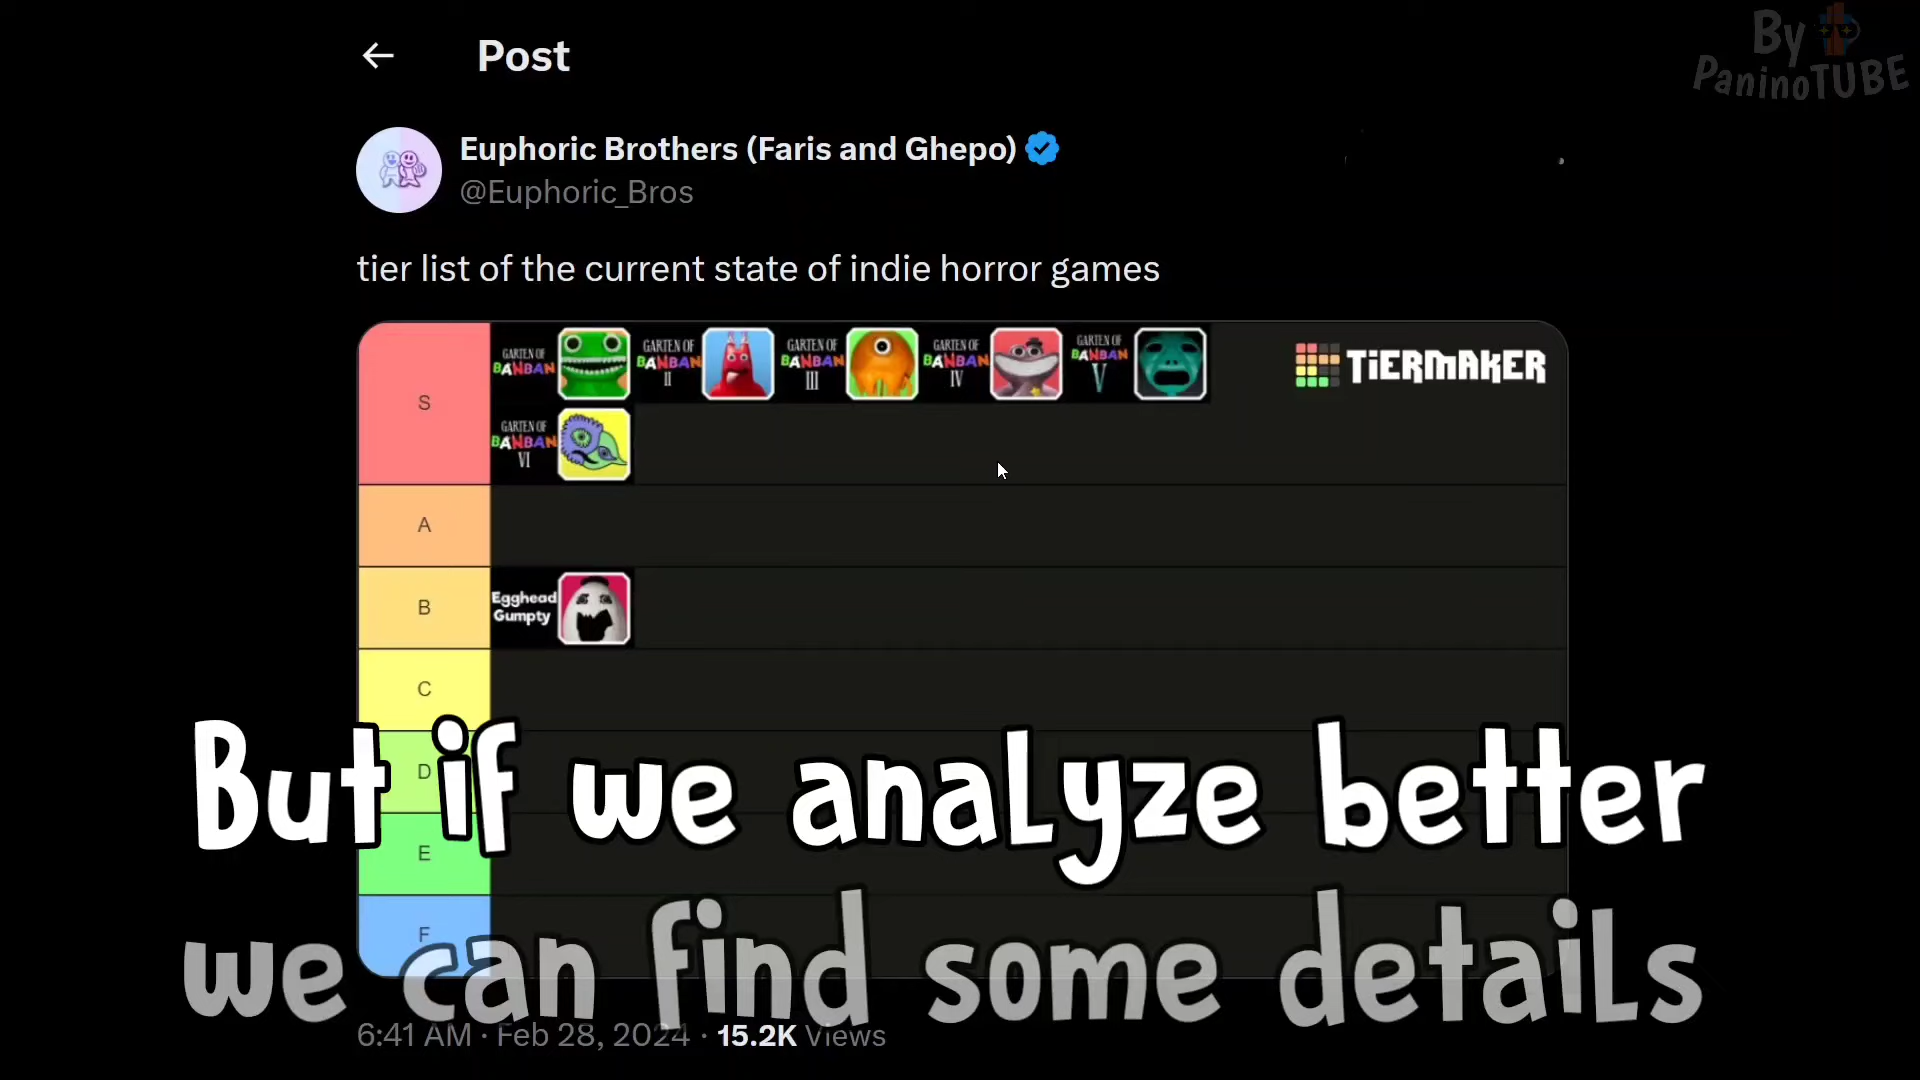 By
PaninoTUBE
Post
Euphoric Brothers (Faris and Ghepo)
@Euphoric_Bros
tier list of the current state of indie horror games
S
GARTEN OF BANBAN
GARTEN OF BANBAN II
GARTEN OF BANBAN III
GARTEN OF BANBAN IV
GARTEN OF BANBAN V
TIERMAKER
GARTEN OF BANBAN VI
A
B
Egghead Gumpty
C
D
E
F
But if we analyze better
we can find some details
6:41 AM · Feb 28, 2024 · 15.2K Views